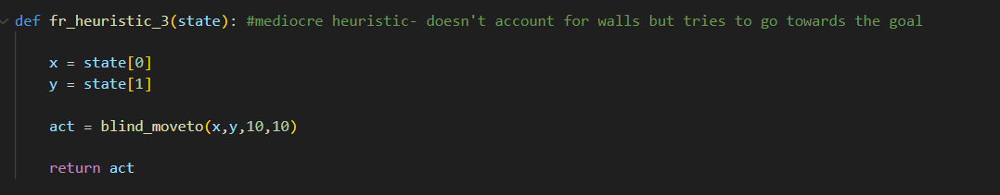 def fr_heuristic_3(state): #mediocre heuristic- doesn't account for walls but tries to go towards the goal
x = state[0]
y = state[1]
act = blind_moveto(x,y,10,10)
return act